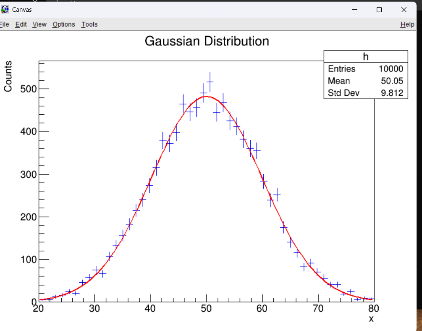 Canvas
File Edit View Options Tools Help
Gaussian Distribution
h
Entries 10000
Mean 50.05
Std Dev 9.812
Counts
500
400
300
200
100
0
20 30 40 50 60 70 80
x